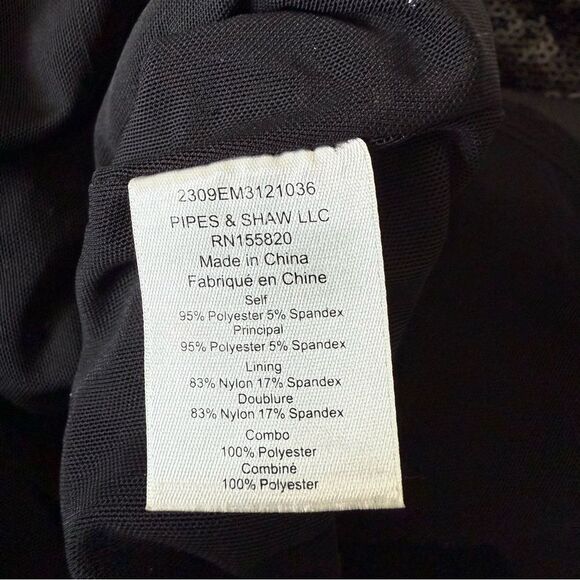 2309EM3121036
PIPES & SHAW LLC
RN155820
Made in China
Fabriqué en Chine
Self
95% Polyester 5% Spandex
Principal
95% Polyester 5% Spandex
Lining
83% Nylon 17% Spandex
Doublure
83% Nylon 17% Spandex
Combo
100% Polyester
Combiné
100% Polyester